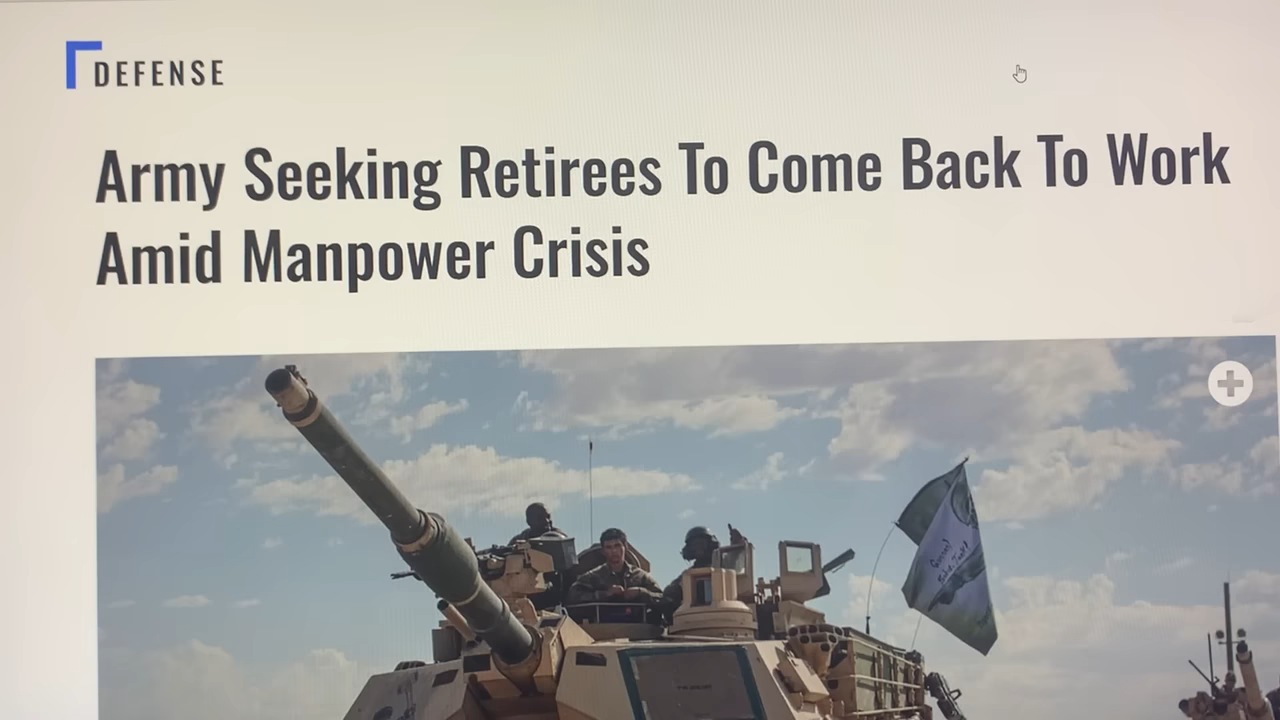 DEFENSE
Army Seeking Retirees To Come Back To Work
Amid Manpower Crisis